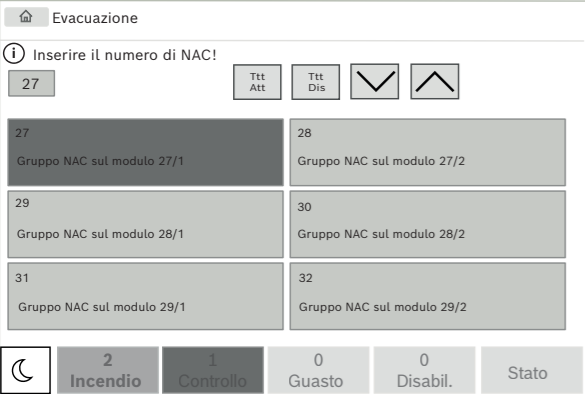 Evacuazione
i Inserire il numero di NAC!
27
Ttt
Att
Ttt
Dis
27
Gruppo NAC sul modulo 27/1
28
Gruppo NAC sul modulo 27/2
29
Gruppo NAC sul modulo 28/1
30
Gruppo NAC sul modulo 28/2
31
Gruppo NAC sul modulo 29/1
32
Gruppo NAC sul modulo 29/2
2
Incendio
1
Controllo
0
Guasto
0
Disabil.
Stato